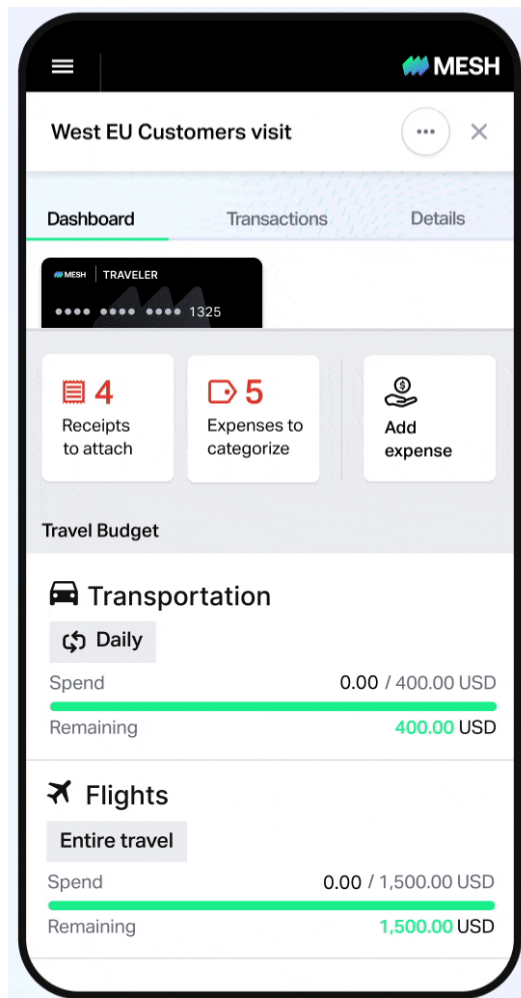 MESH
West EU Customers visit
Dashboard Transactions Details
MESH TRAVELER
•••• •••• •••• 1325
4 5
Receipts to attach
Expenses to categorize
Add expense
Travel Budget
Transportation
Daily
Spend 0.00 / 400.00 USD
Remaining 400.00 USD
Flights
Entire travel
Spend 0.00 / 1,500.00 USD
Remaining 1,500.00 USD